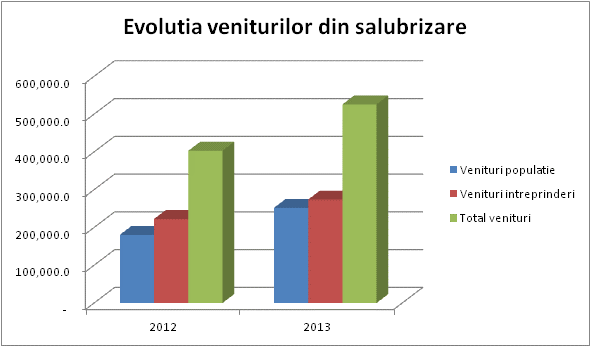 Evolutia veniturilor din salubrizare
600,000.0
500,000.0
400,000.0
300,000.0
200,000.0
100,000.0
-
2012
2013
Venituri populatie
Venituri intreprinderi
Total venituri